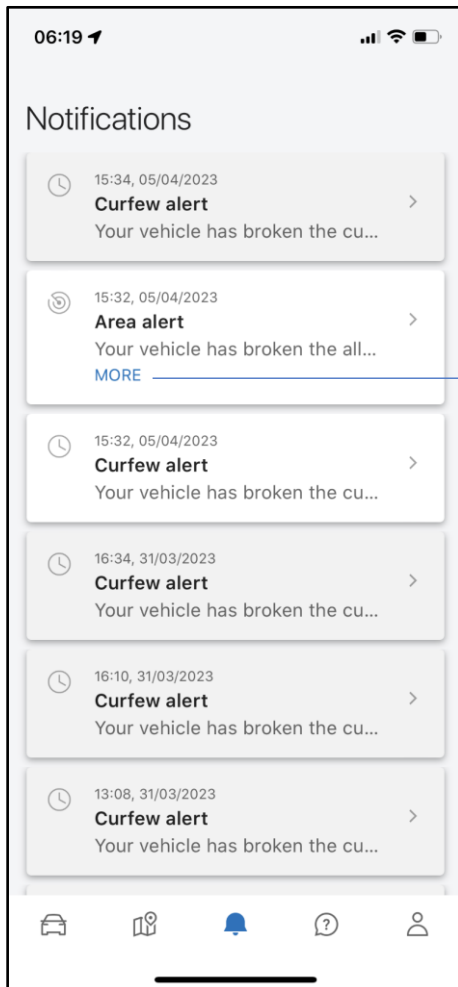 06:19
Notifications
15:34, 05/04/2023
Curfew alert
Your vehicle has broken the cu...
15:32, 05/04/2023
Area alert
Your vehicle has broken the all...
MORE
15:32, 05/04/2023
Curfew alert
Your vehicle has broken the cu...
16:34, 31/03/2023
Curfew alert
Your vehicle has broken the cu...
16:10, 31/03/2023
Curfew alert
Your vehicle has broken the cu...
13:08, 31/03/2023
Curfew alert
Your vehicle has broken the cu...